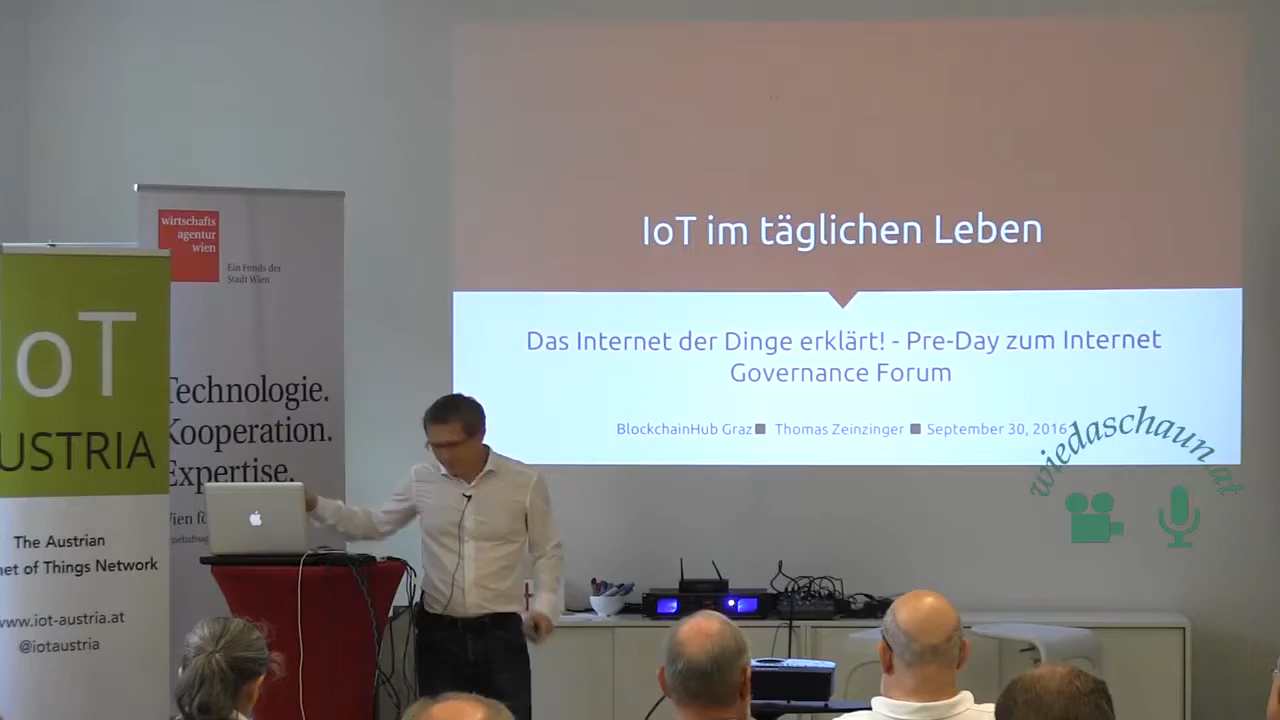 IoT im täglichen Leben
Das Internet der Dinge erklärt! - Pre-Day zum Internet
Governance Forum
BlockchainHub Graz Thomas Zeinzinger September 30, 2016
wiedaschaun.at
wirtschafts
agentur
wien
Ein Fonds der
Stadt Wien
Technologie.
Kooperation.
Expertise.
Wien
IoT
AUSTRIA
The Austrian
net of Things Network
www.iot-austria.at
@iotaustria